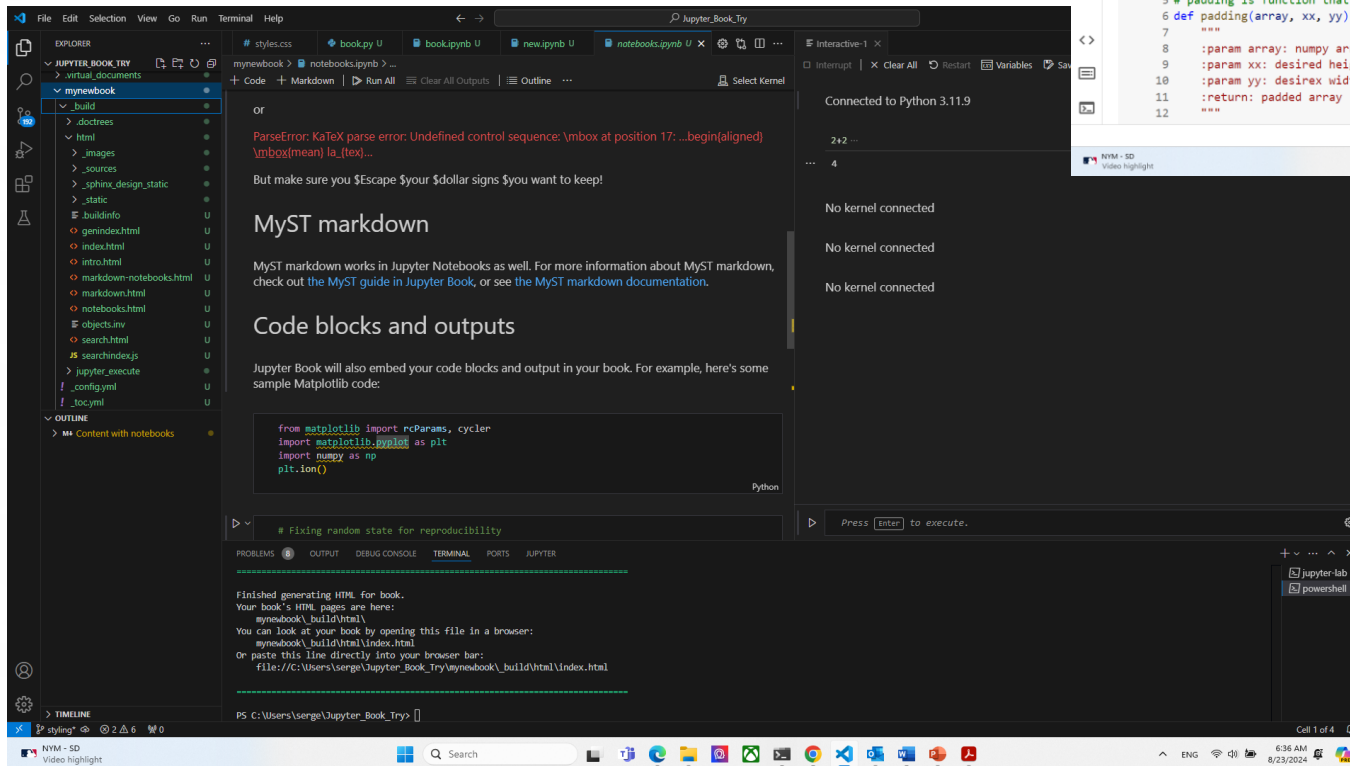 File Edit Selection View Go Run Terminal Help
Jupyter_Book_Try
EXPLORER
JUPYTER_BOOK_TRY
.virtual_documents
mynewbook
_build
.doctrees
html
_images
_sources
_sphinx_design_static
_static
.buildinfo U
genindex.html U
index.html U
intro.html U
markdown-notebooks.html U
markdown.html U
notebooks.html U
objects.inv U
search.html U
JS searchindex.js U
jupyter_execute
! _config.yml U
! _toc.yml U
OUTLINE
M↓ Content with notebooks
TIMELINE
192
# styles.css
book.py U
book.ipynb U
new.ipynb U
notebooks.ipynb U
mynewbook > notebooks.ipynb > ...
+ Code + Markdown Run All Clear All Outputs Outline ... Select Kernel
or
ParseError: KaTeX parse error: Undefined control sequence: \mbox at position 17: …begin{aligned}
\mbox{mean} la_{tex}…
But make sure you $Escape $your $dollar signs $you want to keep!
MyST markdown
MyST markdown works in Jupyter Notebooks as well. For more information about MyST markdown,
check out the MyST guide in Jupyter Book, or see the MyST markdown documentation.
Code blocks and outputs
Jupyter Book will also embed your code blocks and output in your book. For example, here's some
sample Matplotlib code:
from matplotlib import rcParams, cycler
import matplotlib.pyplot as plt
import numpy as np
plt.ion()
Python
# Fixing random state for reproducibility
Interactive-1
Interrupt Clear All Restart Variables Sav
Connected to Python 3.11.9
2+2 ...
4
No kernel connected
No kernel connected
No kernel connected
Press Enter to execute.
5 # padding is function that
6 def padding(array, xx, yy)
7 """
8 :param array: numpy ar
9 :param xx: desired hei
10 :param yy: desirex wid
11 :return: padded array
12 """
NYM - SD
Video highlight
PROBLEMS 8 OUTPUT DEBUG CONSOLE TERMINAL PORTS JUPYTER
===============================================================================
Finished generating HTML for book.
Your book's HTML pages are here:
mynewbook\_build\html\
You can look at your book by opening this file in a browser:
mynewbook\_build\html\index.html
Or paste this line directly into your browser bar:
file://C:\Users\serge\Jupyter_Book_Try\mynewbook\_build\html\index.html
===============================================================================
PS C:\Users\serge\Jupyter_Book_Try>
jupyter-lab
powershell
styling* 2 6 0
Cell 1 of 4
NYM - SD
Video highlight
Search
ENG
6:36 AM
8/23/2024